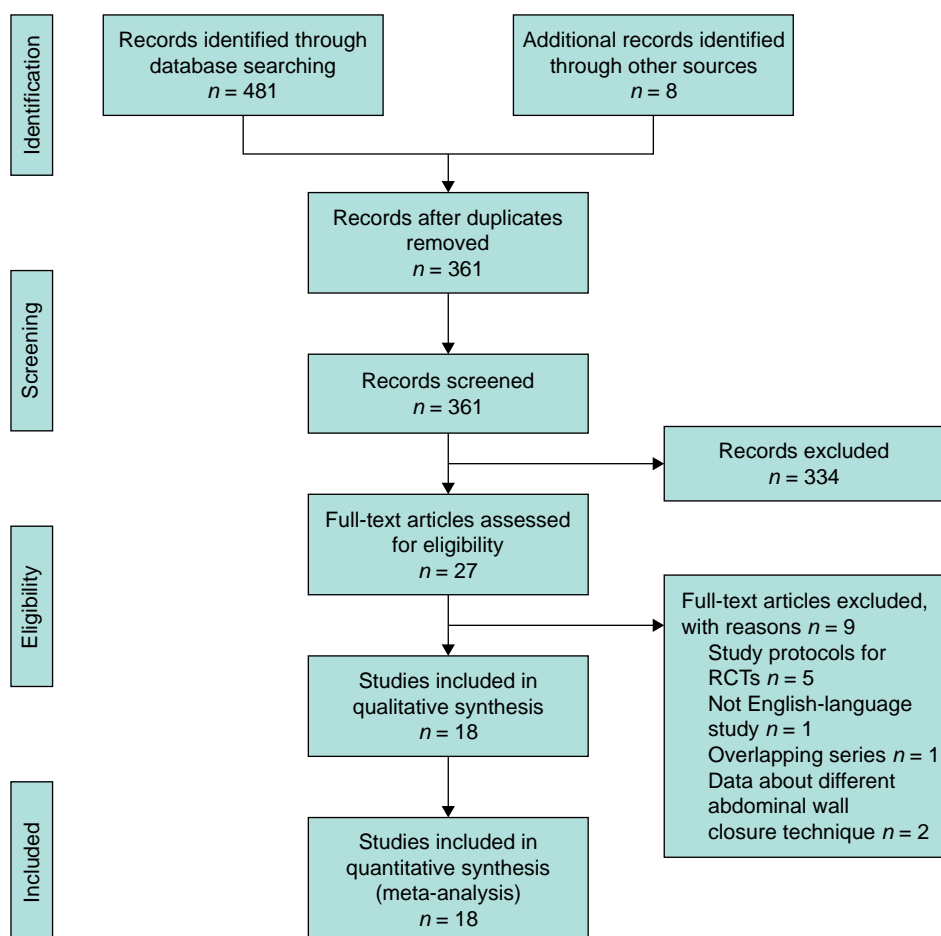 Identification
Records identified through
database searching
n = 481
Additional records identified
through other sources
n = 8
Records after duplicates
removed
n = 361
Screening
Records screened
n = 361
Records excluded
n = 334
Eligibility
Full-text articles assessed
for eligibility
n = 27
Full-text articles excluded,
with reasons n = 9
Study protocols for
RCTs n = 5
Not English-language
study n = 1
Overlapping series n = 1
Data about different
abdominal wall
closure technique n = 2
Studies included in
qualitative synthesis
n = 18
Included
Studies included in
quantitative synthesis
(meta-analysis)
n = 18